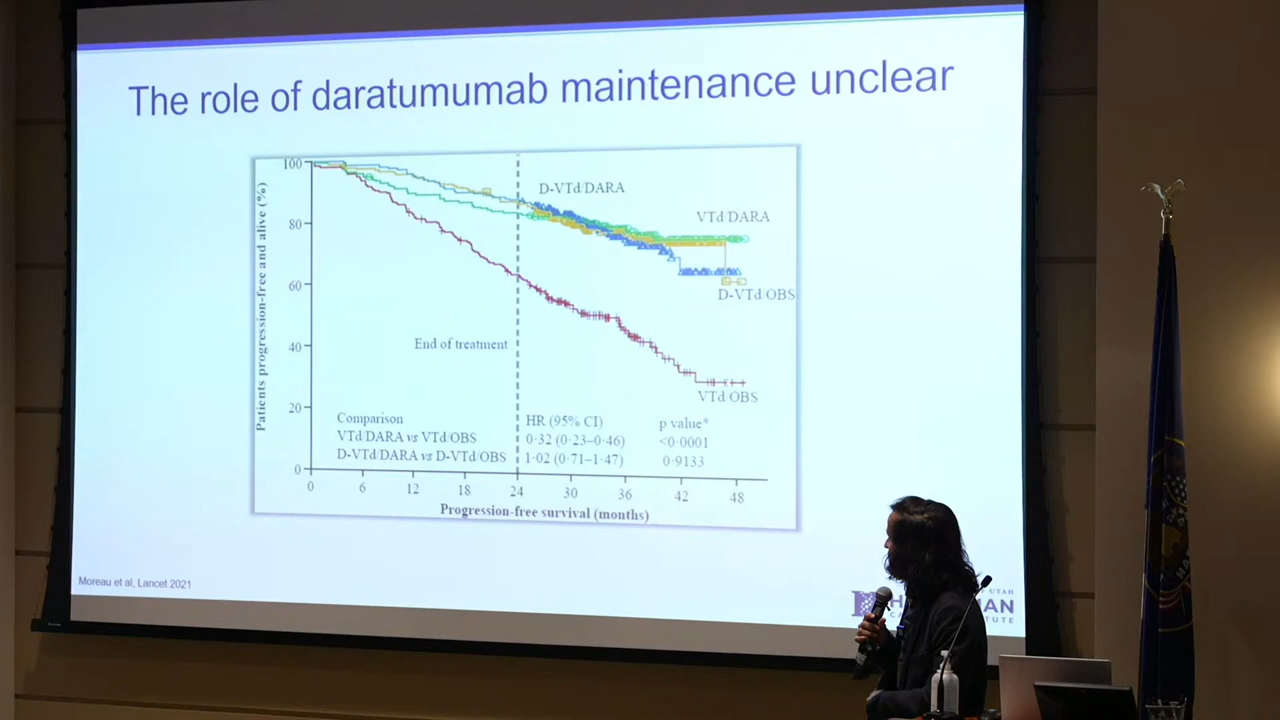 The role of daratumumab maintenance unclear
Patients progression-free and alive (%)
100
80
60
40
20
0
D-VTd/DARA
VTd/DARA
D-VTd/OBS
VTd/OBS
End of treatment
Comparison HR (95% CI) p value*
VTd/DARA vs VTd/OBS 0·32 (0·23–0·46) <0·0001
D-VTd/DARA vs D-VTd/OBS 1·02 (0·71–1·47) 0·9133
0 6 12 18 24 30 36 42 48
Progression-free survival (months)
Moreau et al, Lancet 2021
UTAH